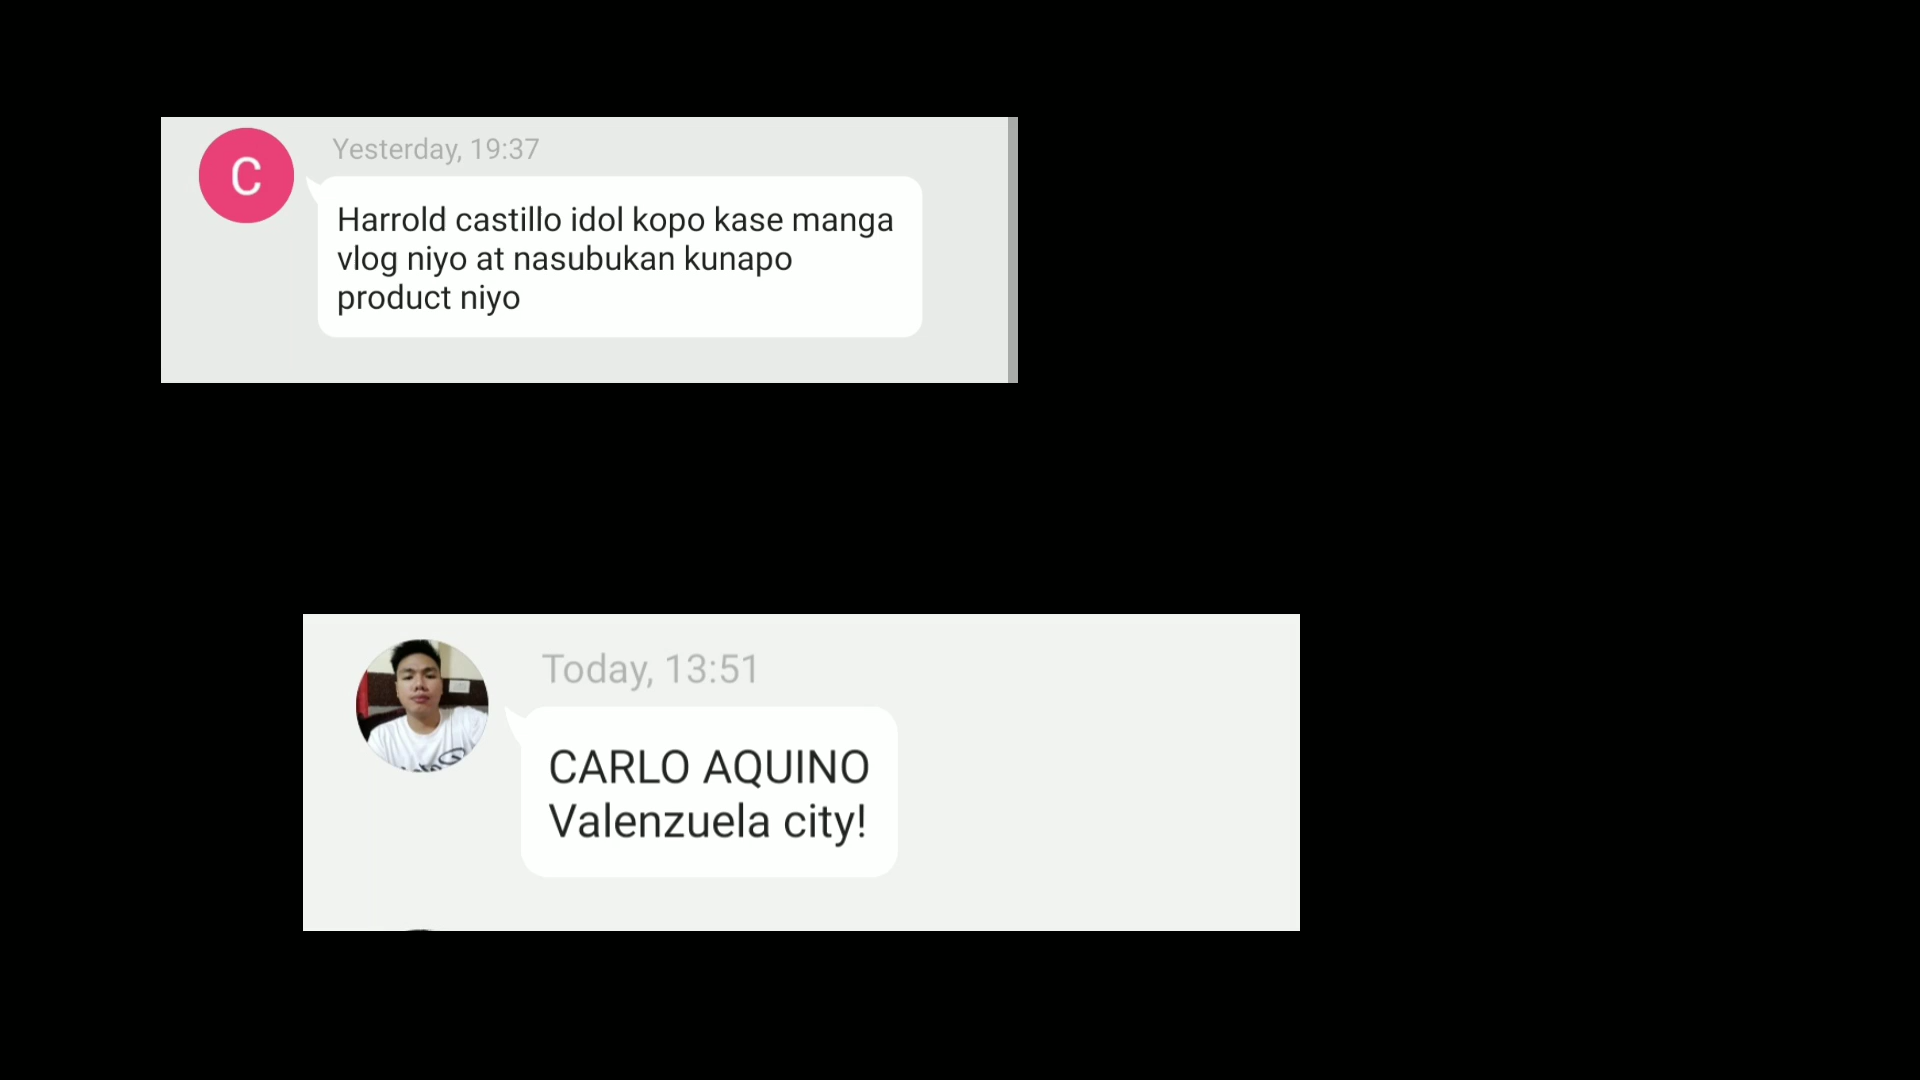 C
Yesterday, 19:37
Harrold castillo idol kopo kase manga
vlog niyo at nasubukan kunapo
product niyo
Today, 13:51
CARLO AQUINO
Valenzuela city!